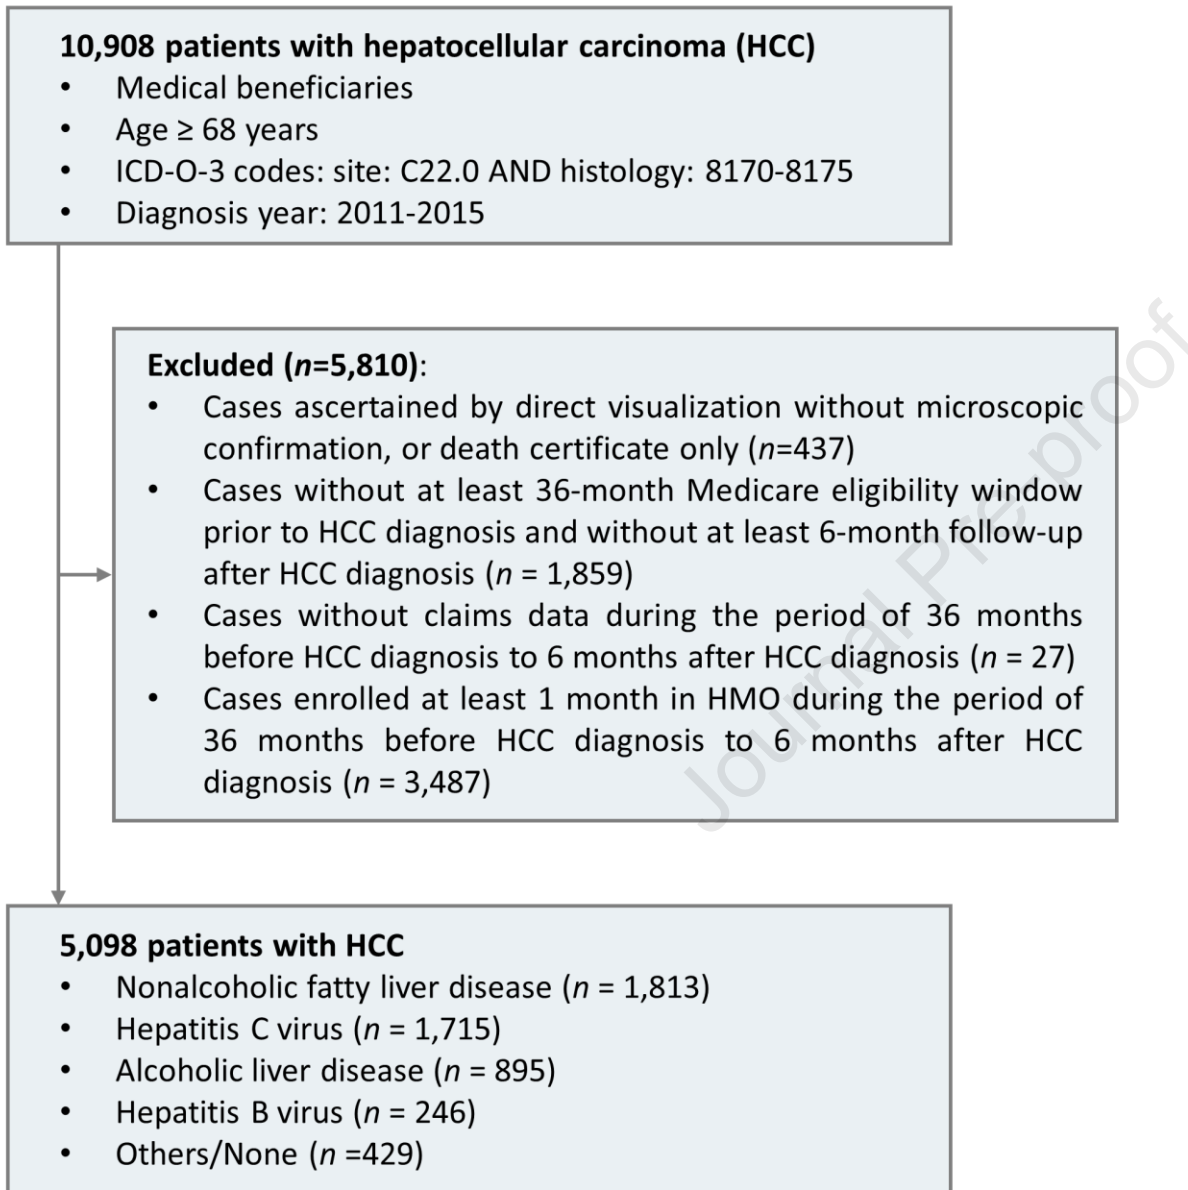 10,908 patients with hepatocellular carcinoma (HCC)
• Medical beneficiaries
• Age ≥ 68 years
• ICD-O-3 codes: site: C22.0 AND histology: 8170-8175
• Diagnosis year: 2011-2015
Excluded (n=5,810):
• Cases ascertained by direct visualization without microscopic
confirmation, or death certificate only (n=437)
• Cases without at least 36-month Medicare eligibility window
prior to HCC diagnosis and without at least 6-month follow-up
after HCC diagnosis (n = 1,859)
• Cases without claims data during the period of 36 months
before HCC diagnosis to 6 months after HCC diagnosis (n = 27)
• Cases enrolled at least 1 month in HMO during the period of
36 months before HCC diagnosis to 6 months after HCC
diagnosis (n = 3,487)
Journal Pre-proof
5,098 patients with HCC
• Nonalcoholic fatty liver disease (n = 1,813)
• Hepatitis C virus (n = 1,715)
• Alcoholic liver disease (n = 895)
• Hepatitis B virus (n = 246)
• Others/None (n =429)